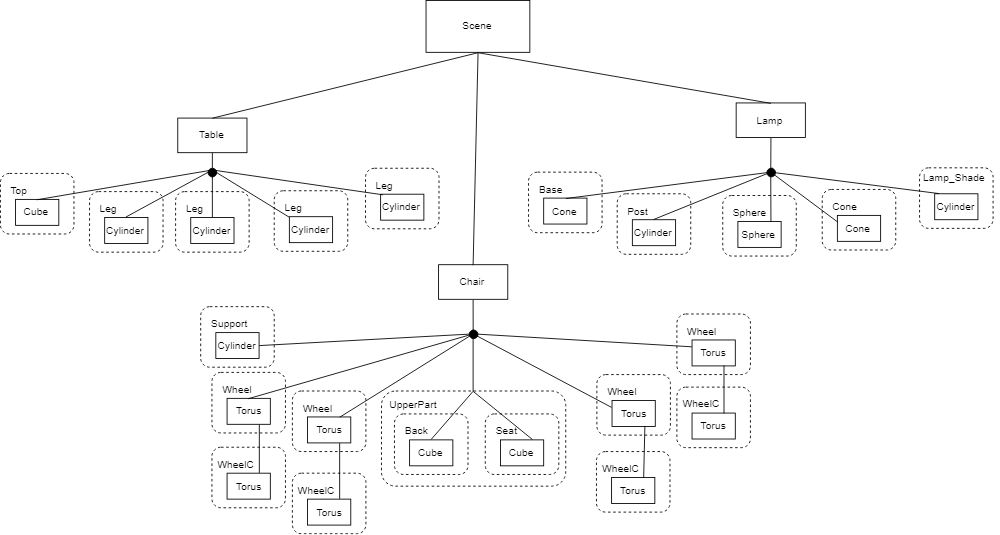 Scene
Table
Lamp
Top
Cube
Leg
Cylinder
Leg
Cylinder
Leg
Cylinder
Leg
Cylinder
Base
Cone
Post
Cylinder
Sphere
Sphere
Cone
Cone
Lamp_Shade
Cylinder
Chair
Support
Cylinder
Wheel
Torus
WheelC
Torus
Wheel
Torus
WheelC
Torus
UpperPart
Back
Cube
Seat
Cube
Wheel
Torus
WheelC
Torus
Wheel
Torus
WheelC
Torus